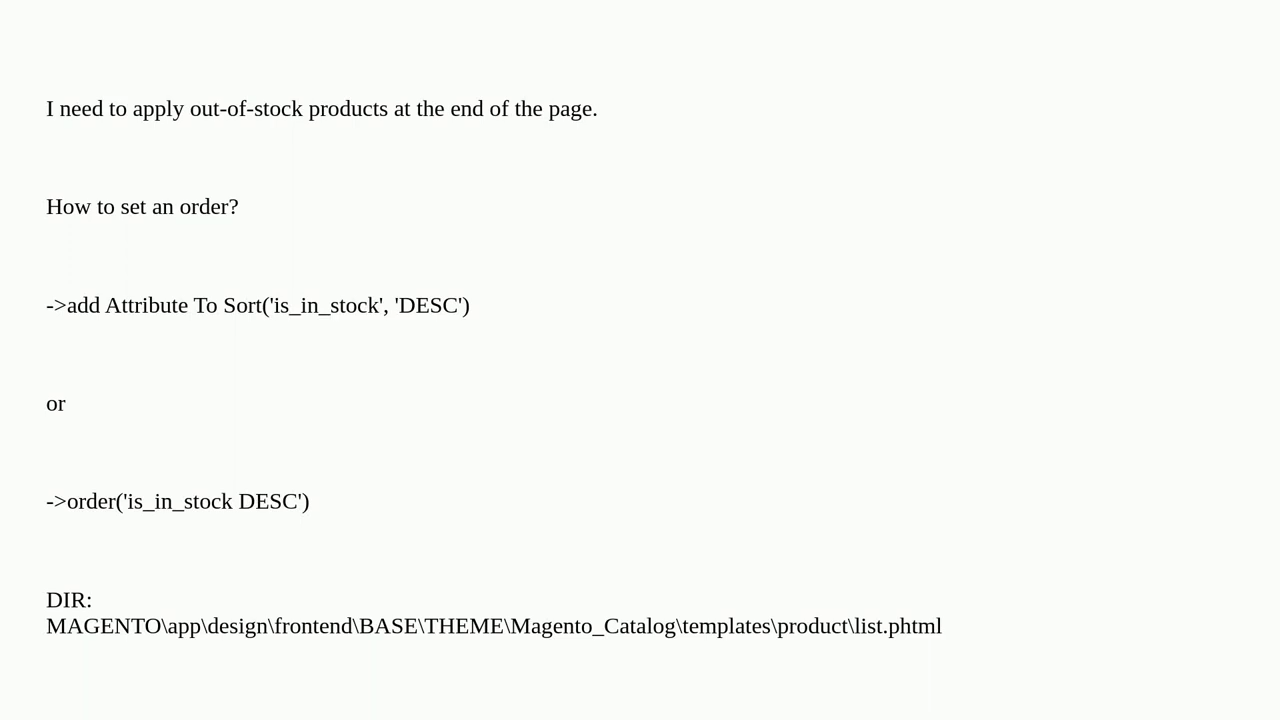 I need to apply out-of-stock products at the end of the page.
How to set an order?
->add Attribute To Sort('is_in_stock', 'DESC')
or
->order('is_in_stock DESC')
DIR:
MAGENTO\app\design\frontend\BASE\THEME\Magento_Catalog\templates\product\list.phtml